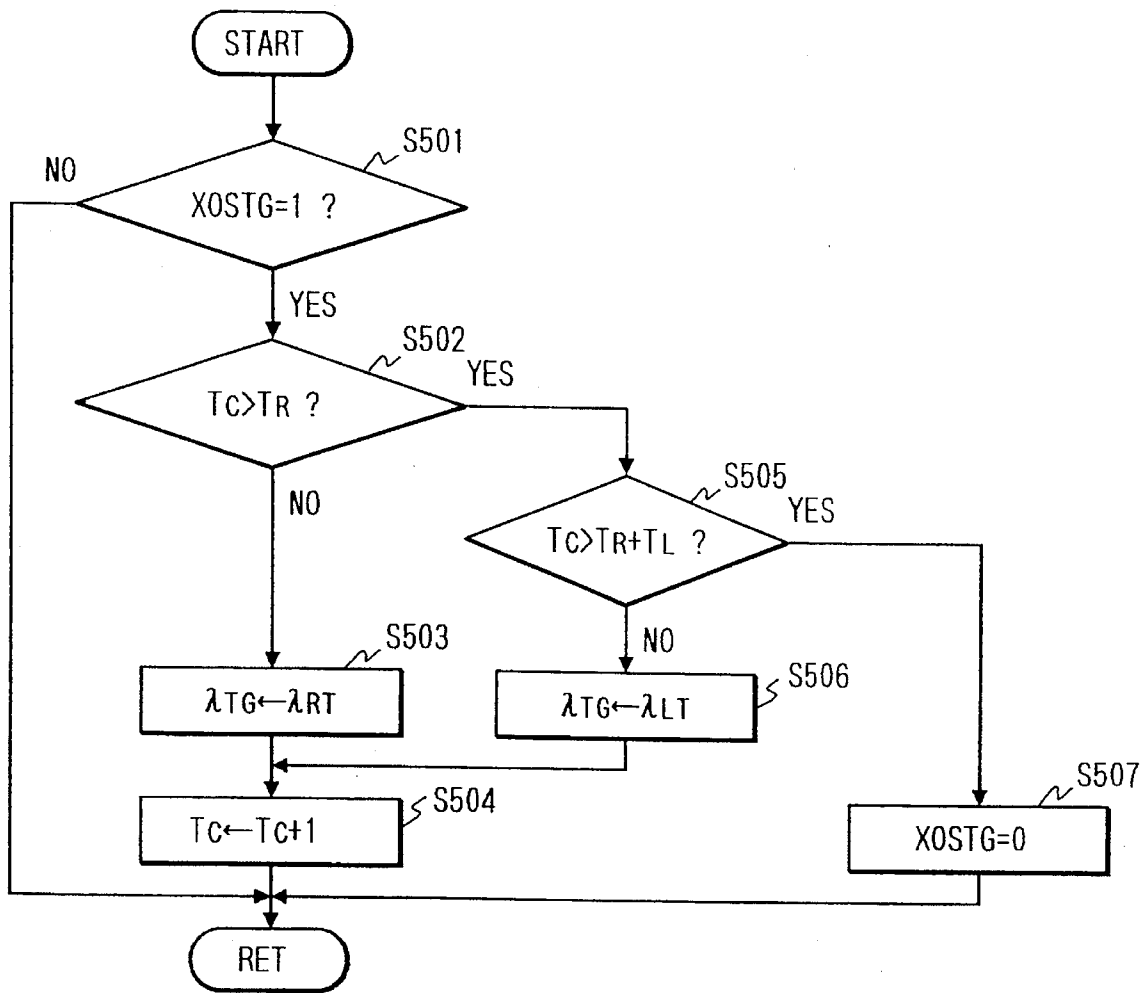 START
S501
NO
XOSTG=1 ?
YES
S502
YES
TC>TR ?
S505
NO
YES
TC>TR+TL ?
S503
NO
S506
λTG←λRT
λTG←λLT
S504
S507
TC←TC+1
XOSTG=0
RET